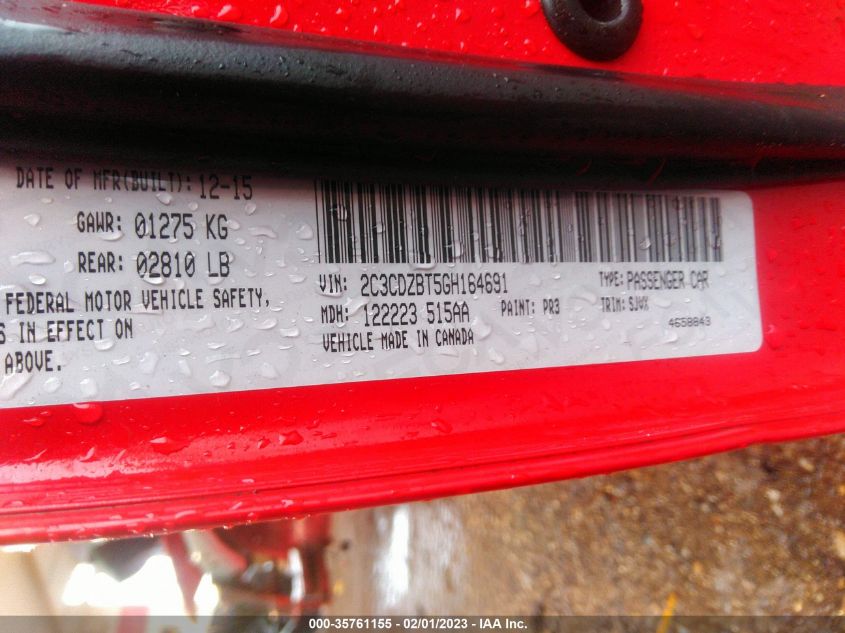 DATE OF MFR(BUILT): 12-15
GAWR: 01275 KG
REAR: 02810 LB
FEDERAL MOTOR VEHICLE SAFETY,
S IN EFFECT ON
ABOVE.
VIN: 2C3CDZBT5GH164691
TYPE: PASSENGER CAR
MDH: 122223 515AA
PAINT: PR3
TRIM: SJVX
VEHICLE MADE IN CANADA
4658843
000-35761155 - 02/01/2023 - IAA Inc.